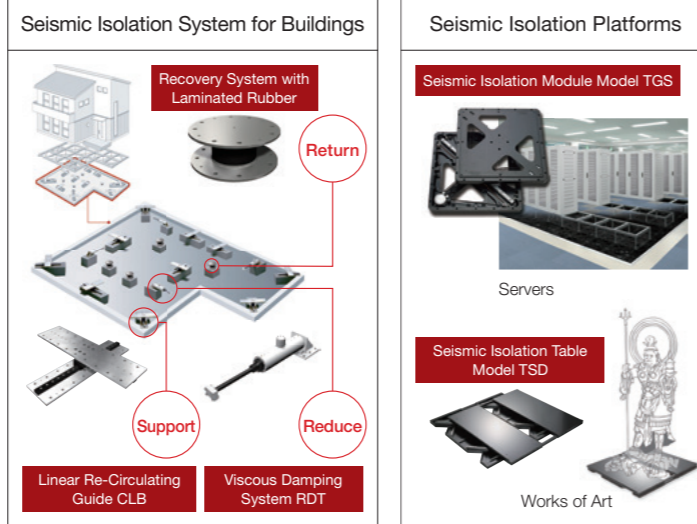 Seismic Isolation System for Buildings
Recovery System with
Laminated Rubber
Return
Support
Reduce
Linear Re-Circulating
Guide CLB
Viscous Damping
System RDT
Seismic Isolation Platforms
Seismic Isolation Module Model TGS
Servers
Seismic Isolation Table
Model TSD
Works of Art